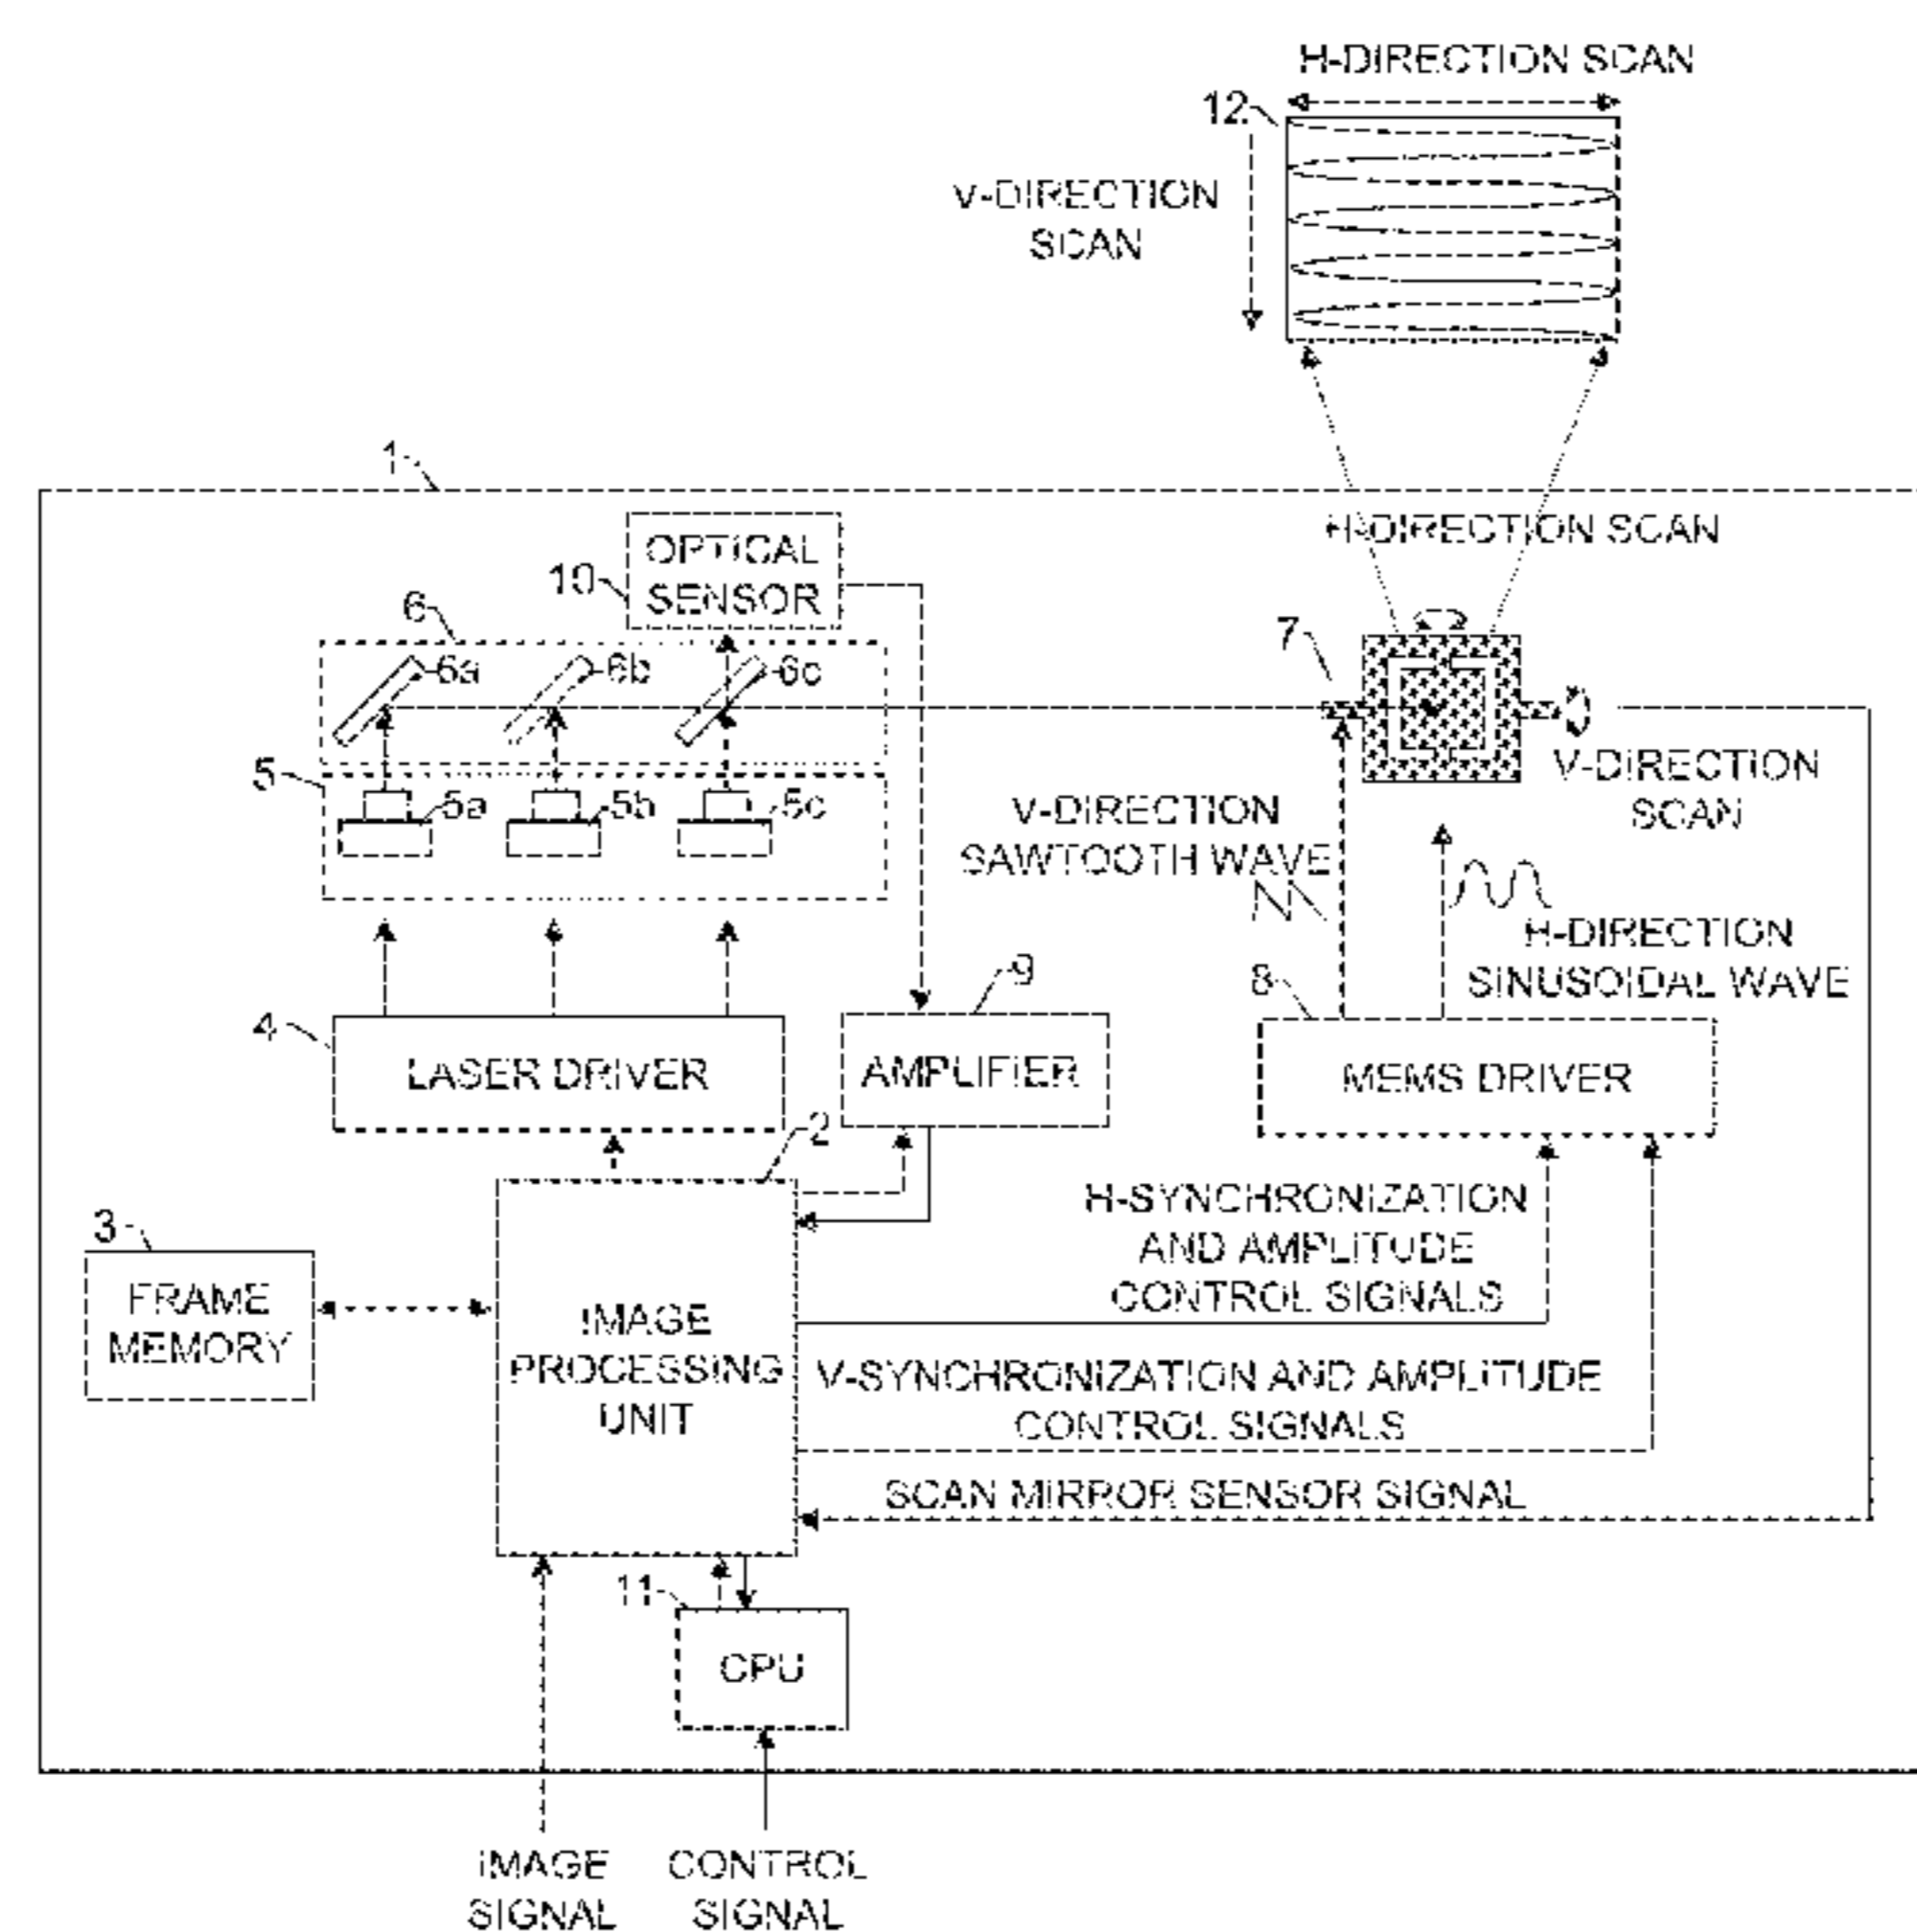 H-DIRECTION SCAN
12
V-DIRECTION
SCAN
1
H-DIRECTION SCAN
OPTICAL
SENSOR
10
6
6a
6b
6c
7
5
5a
5b
5c
V-DIRECTION
SCAN
V-DIRECTION
SAWTOOTH WAVE
H-DIRECTION
SINUSOIDAL WAVE
4
LASER DRIVER
9
AMPLIFIER
8
MEMS DRIVER
2
H-SYNCHRONIZATION
AND AMPLITUDE
CONTROL SIGNALS
3
FRAME
MEMORY
IMAGE
PROCESSING
UNIT
V-SYNCHRONIZATION AND AMPLITUDE
CONTROL SIGNALS
SCAN MIRROR SENSOR SIGNAL
11
CPU
IMAGE
SIGNAL
CONTROL
SIGNAL